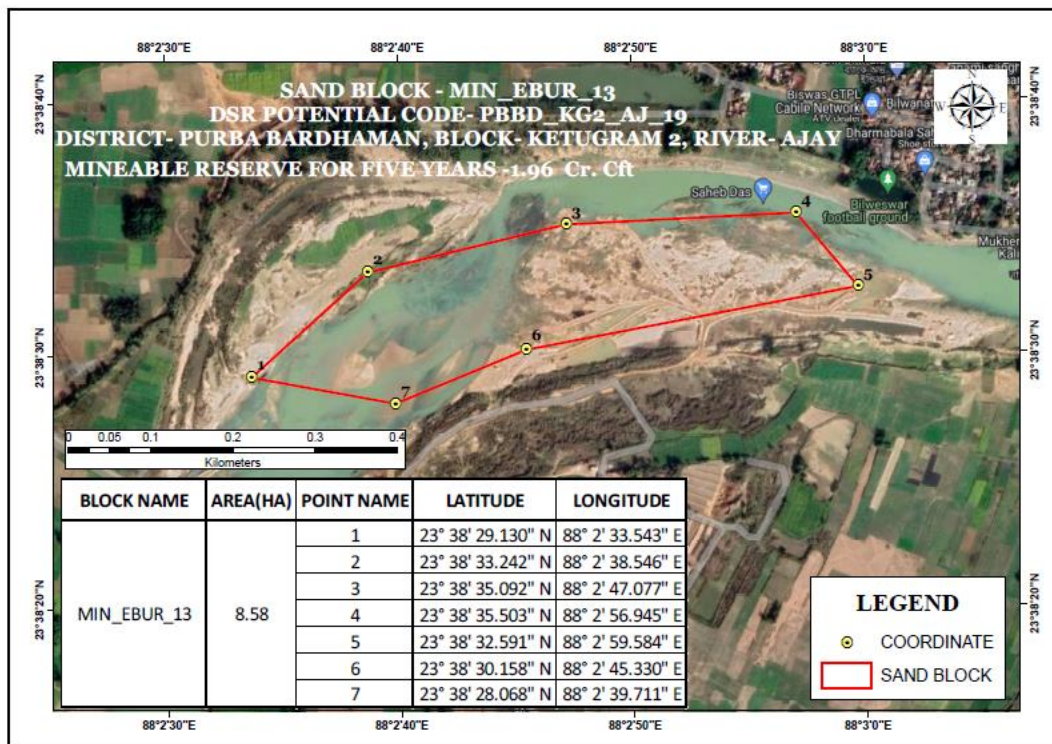 88°2'30"E 88°2'40"E 88°2'50"E 88°3'0"E
23°38'40"N 23°38'40"N
SAND BLOCK - MIN_EBUR_13
DSR POTENTIAL CODE- PBBD_KG2_AJ_19
DISTRICT- PURBA BARDHAMAN, BLOCK- KETUGRAM 2, RIVER- AJAY
MINEABLE RESERVE FOR FIVE YEARS -1.96 Cr. Cft
Biswas GTPL
Cabile Network
ATV dealer
Dharmabala
Shoe
N
W E
S
Saheb Das
Bilweswar
football ground
1
2
3
4
5
6
7
23°38'30"N 23°38'30"N
0 0.05 0.1 0.2 0.3 0.4
Kilometers
BLOCK NAME AREA(HA) POINT NAME LATITUDE LONGITUDE
1 23° 38' 29.130" N 88° 2' 33.543" E
2 23° 38' 33.242" N 88° 2' 38.546" E
3 23° 38' 35.092" N 88° 2' 47.077" E
MIN_EBUR_13 8.58 4 23° 38' 35.503" N 88° 2' 56.945" E
5 23° 38' 32.591" N 88° 2' 59.584" E
6 23° 38' 30.158" N 88° 2' 45.330" E
7 23° 38' 28.068" N 88° 2' 39.711" E
23°38'20"N 23°38'20"N
LEGEND
COORDINATE
SAND BLOCK
88°2'30"E 88°2'40"E 88°2'50"E 88°3'0"E